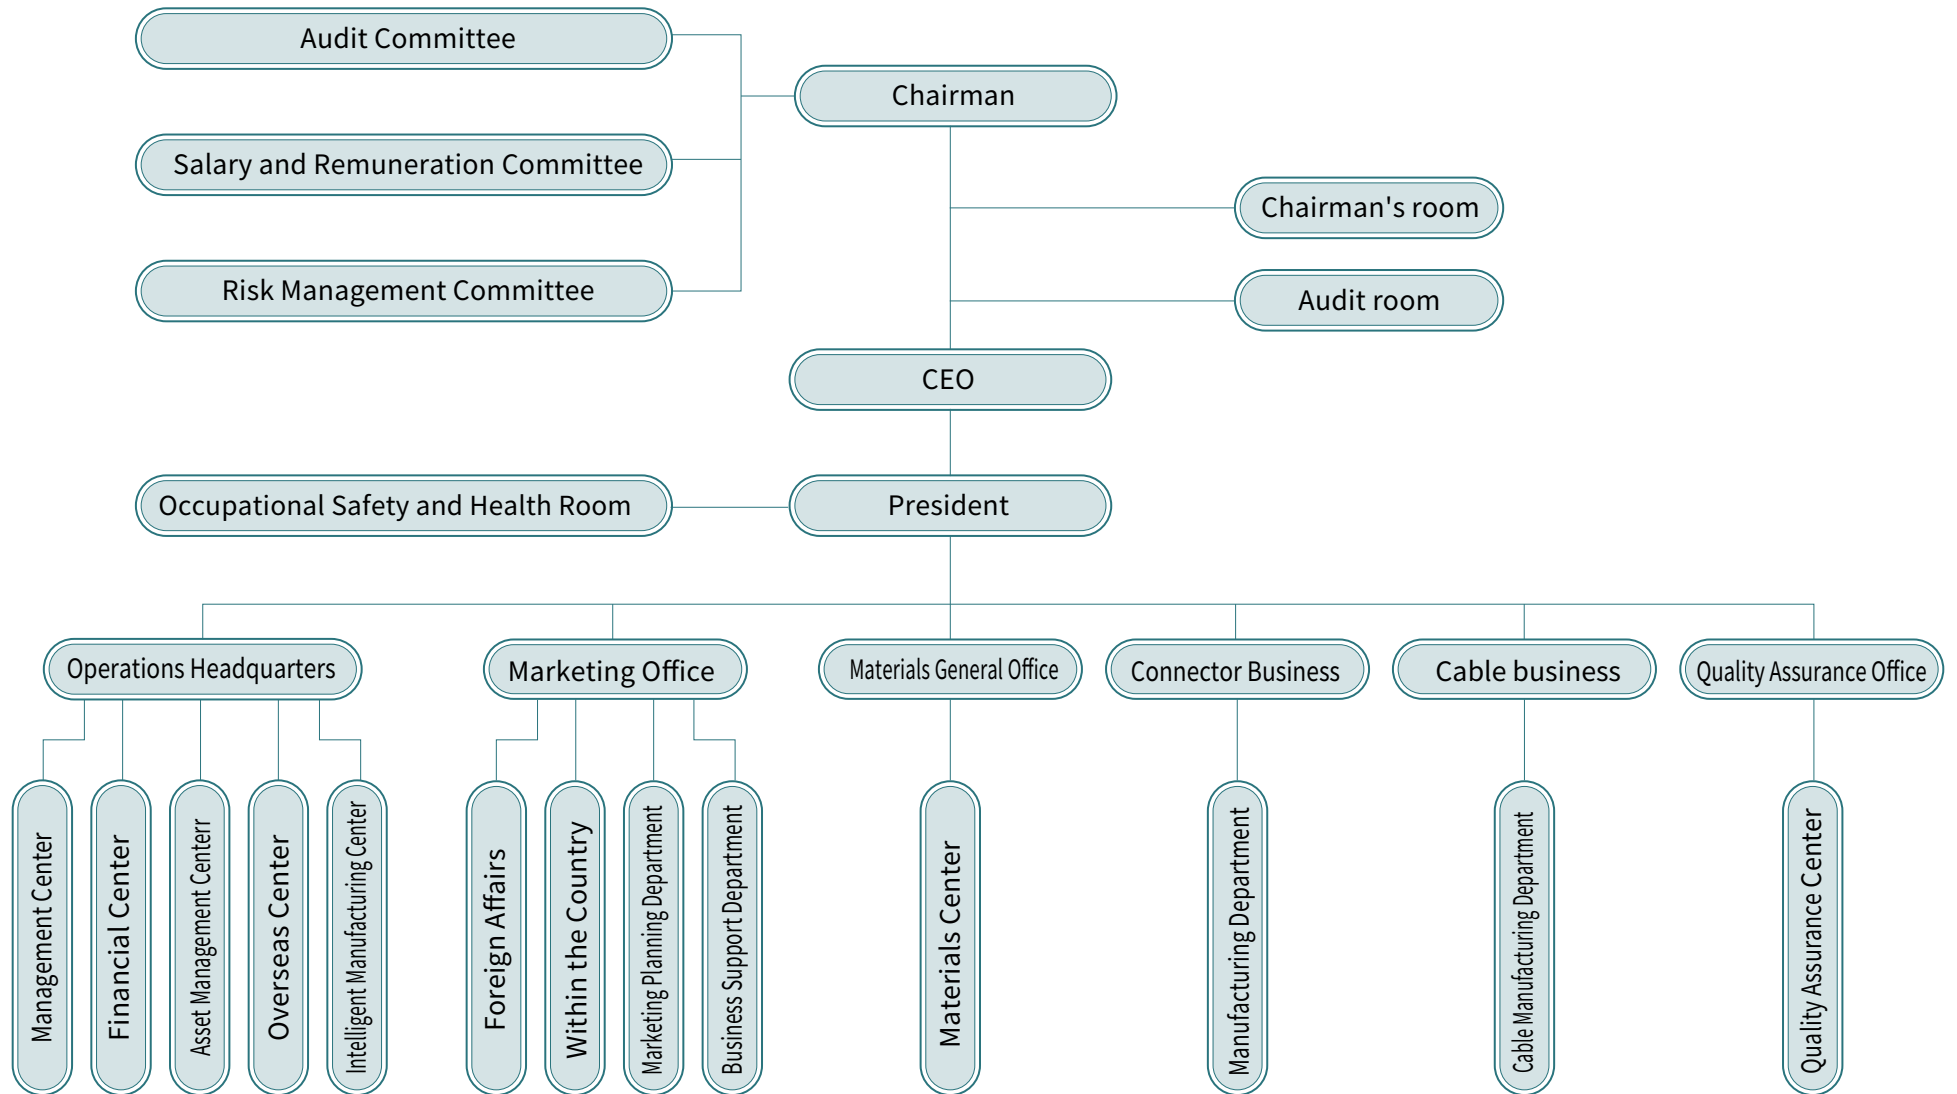 Audit Committee
Chairman
Salary and Remuneration Committee
Chairman's room
Risk Management Committee
Audit room
CEO
Occupational Safety and Health Room
President
Operations Headquarters
Marketing Office
Materials General Office
Connector Business
Cable business
Quality Assurance Office
Management Center
Financial Center
Asset Management Centerr
Overseas Center
Intelligent Manufacturing Center
Foreign Affairs
Within the Country
Marketing Planning Department
Business Support Department
Materials Center
Manufacturing Department
Cable Manufacturing Department
Quality Assurance Center